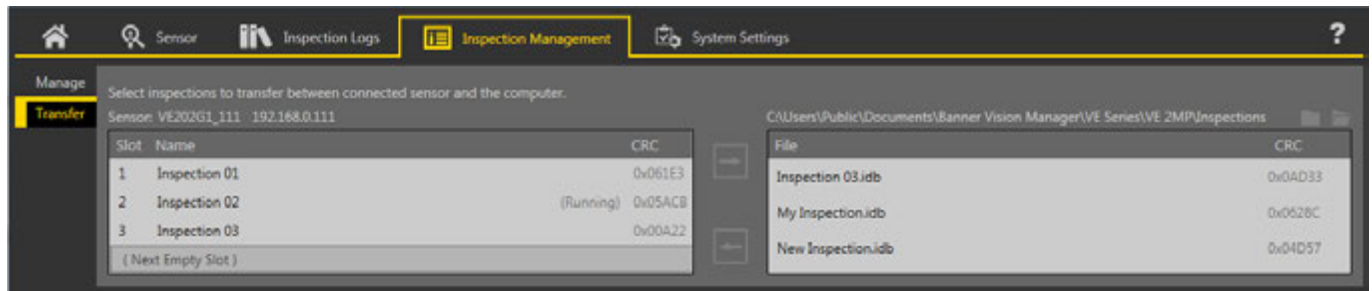 Sensor Inspection Logs Inspection Management System Settings ?
Manage
Transfer
Select inspections to transfer between connected sensor and the computer.
Sensor: VE202G1_111 192.168.0.111
Slot Name CRC
1 Inspection 01 0x061E3
2 Inspection 02 (Running) 0x05ACB
3 Inspection 03 0x00A22
( Next Empty Slot )
C:\Users\Public\Documents\Banner Vision Manager\VE Series\VE 2MP\Inspections
File CRC
Inspection 03.idb 0x0AD33
My Inspection.idb 0x0628C
New Inspection.idb 0x04D57